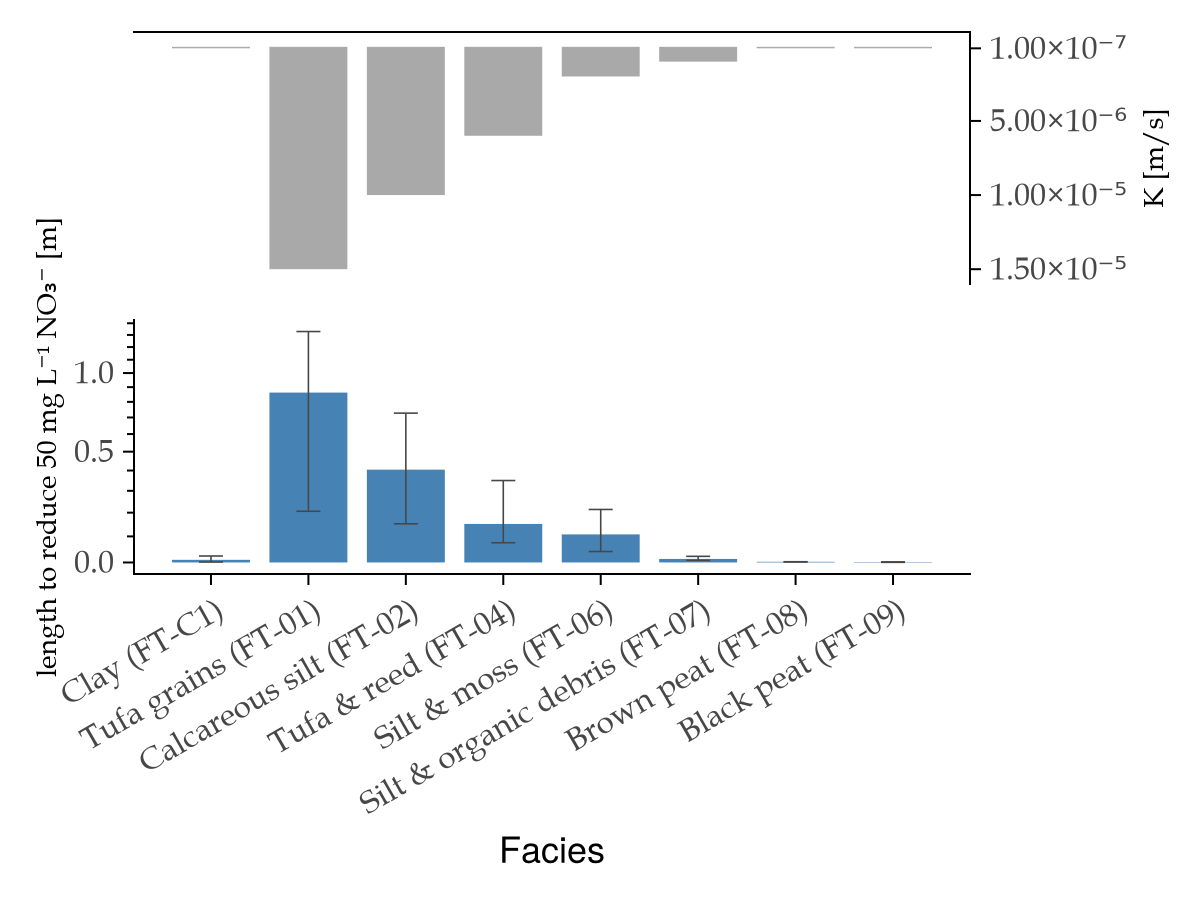 1.00×10⁻⁷
5.00×10⁻⁶
1.00×10⁻⁵
1.50×10⁻⁵
K [m/s]
length to reduce 50 mg L⁻¹ NO₃⁻ [m]
1.0
0.5
0.0
Clay (FT-C1)
Tufa grains (FT-01)
Calcareous silt (FT-02)
Tufa & reed (FT-04)
Silt & moss (FT-06)
Silt & organic debris (FT-07)
Brown peat (FT-08)
Black peat (FT-09)
Facies